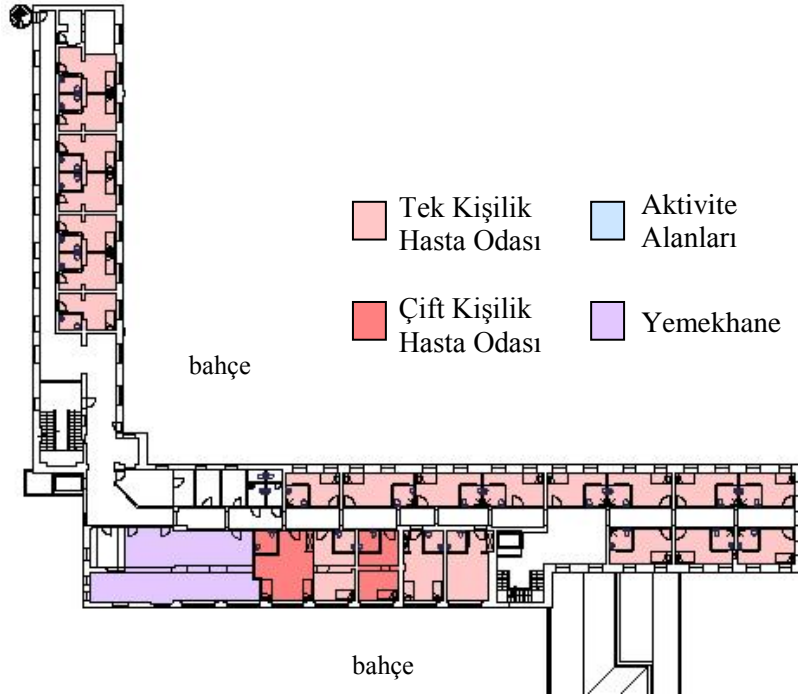 Tek Kişilik
Hasta Odası
Aktivite
Alanları
Çift Kişilik
Hasta Odası
Yemekhane
bahçe
bahçe